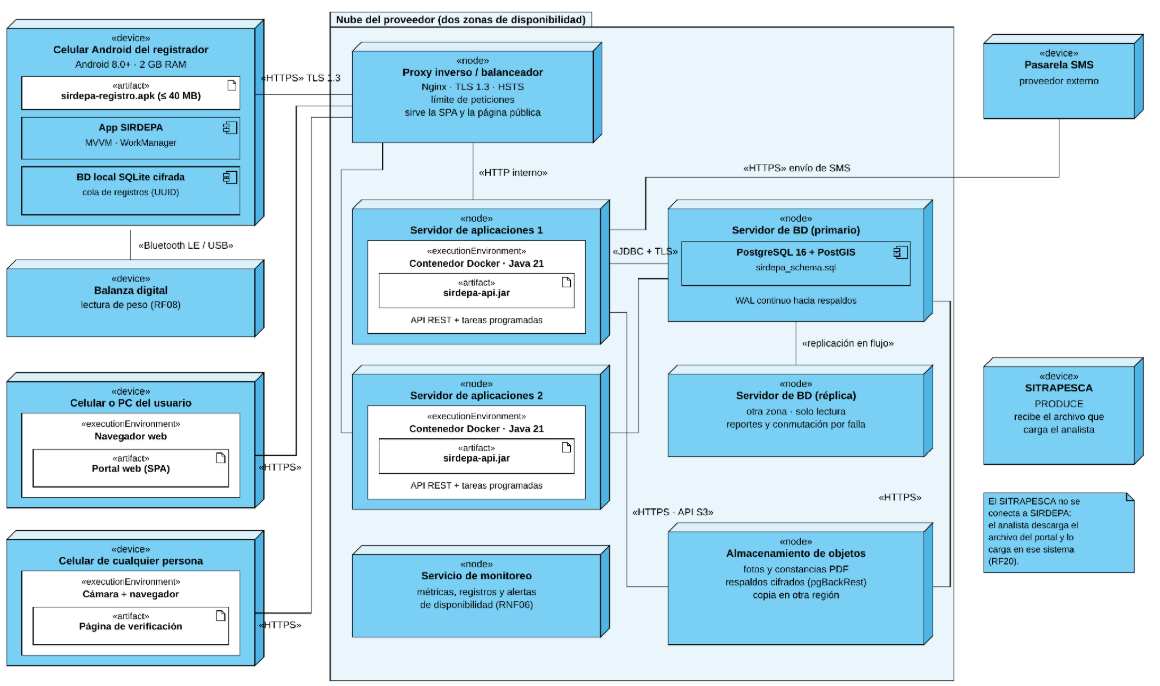 Nube del proveedor (dos zonas de disponibilidad)
«device»
Celular Android del registrador
Android 8.0+ · 2 GB RAM
«artifact»
sirdepa-registro.apk (≤ 40 MB)
App SIRDEPA
MVVM · WorkManager
BD local SQLite cifrada
cola de registros (UUID)
«HTTPS» TLS 1.3
«Bluetooth LE / USB»
«device»
Balanza digital
lectura de peso (RF08)
«device»
Celular o PC del usuario
«executionEnvironment»
Navegador web
«artifact»
Portal web (SPA)
«HTTPS»
«device»
Celular de cualquier persona
«executionEnvironment»
Cámara + navegador
«artifact»
Página de verificación
«HTTPS»
«node»
Proxy inverso / balanceador
Nginx · TLS 1.3 · HSTS
límite de peticiones
sirve la SPA y la página pública
«HTTP interno»
«node»
Servidor de aplicaciones 1
«executionEnvironment»
Contenedor Docker · Java 21
«artifact»
sirdepa-api.jar
API REST + tareas programadas
«node»
Servidor de aplicaciones 2
«executionEnvironment»
Contenedor Docker · Java 21
«artifact»
sirdepa-api.jar
API REST + tareas programadas
«node»
Servicio de monitoreo
métricas, registros y alertas
de disponibilidad (RNF06)
«HTTPS» envío de SMS
«JDBC + TLS»
«node»
Servidor de BD (primario)
PostgreSQL 16 + PostGIS
sirdepa_schema.sql
WAL continuo hacia respaldos
«replicación en flujo»
«node»
Servidor de BD (réplica)
otra zona · solo lectura
reportes y conmutación por falla
«HTTPS»
«HTTPS · API S3»
«node»
Almacenamiento de objetos
fotos y constancias PDF
respaldos cifrados (pgBackRest)
copia en otra región
«device»
Pasarela SMS
proveedor externo
«device»
SITRAPESCA
PRODUCE
recibe el archivo que
carga el analista
El SITRAPESCA no se
conecta a SIRDEPA:
el analista descarga el
archivo del portal y lo
carga en ese sistema
(RF20).